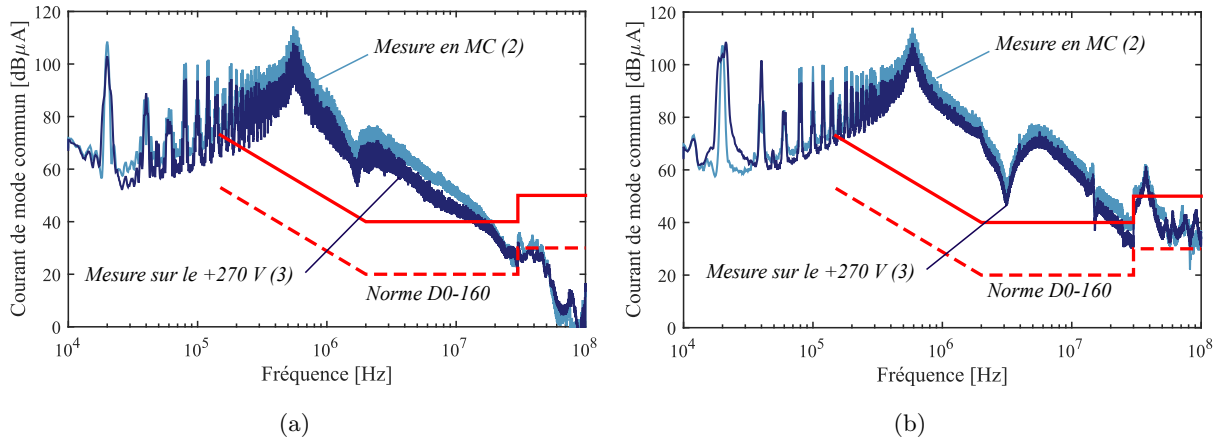 120
100
80
60
40
20
0
Courant de mode commun [dBµA]
Mesure en MC (2)
Mesure sur le +270 V (3)
Norme D0-160
10^4
10^5
10^6
10^7
10^8
Fréquence [Hz]
(a)
120
100
80
60
40
20
0
Courant de mode commun [dBµA]
Mesure en MC (2)
Mesure sur le +270 V (3)
Norme D0-160
10^4
10^5
10^6
10^7
10^8
Fréquence [Hz]
(b)